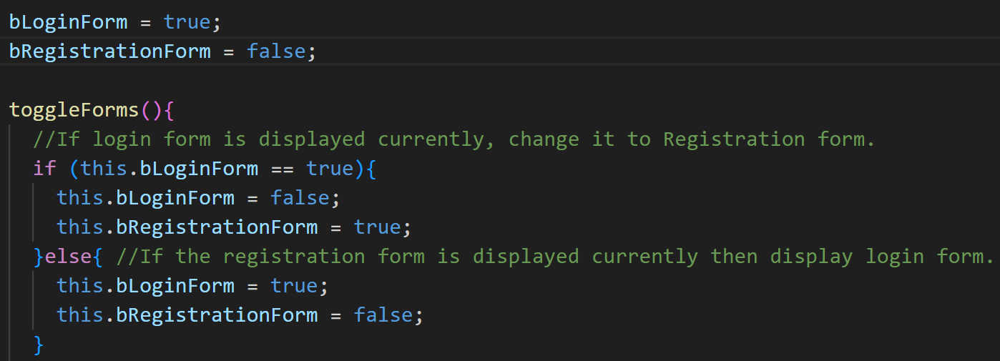 bLoginForm = true;
bRegistrationForm = false;
toggleForms(){
//If login form is displayed currently, change it to Registration form.
if (this.bLoginForm == true){
this.bLoginForm = false;
this.bRegistrationForm = true;
}else{ //If the registration form is displayed currently then display login form.
this.bLoginForm = true;
this.bRegistrationForm = false;
}